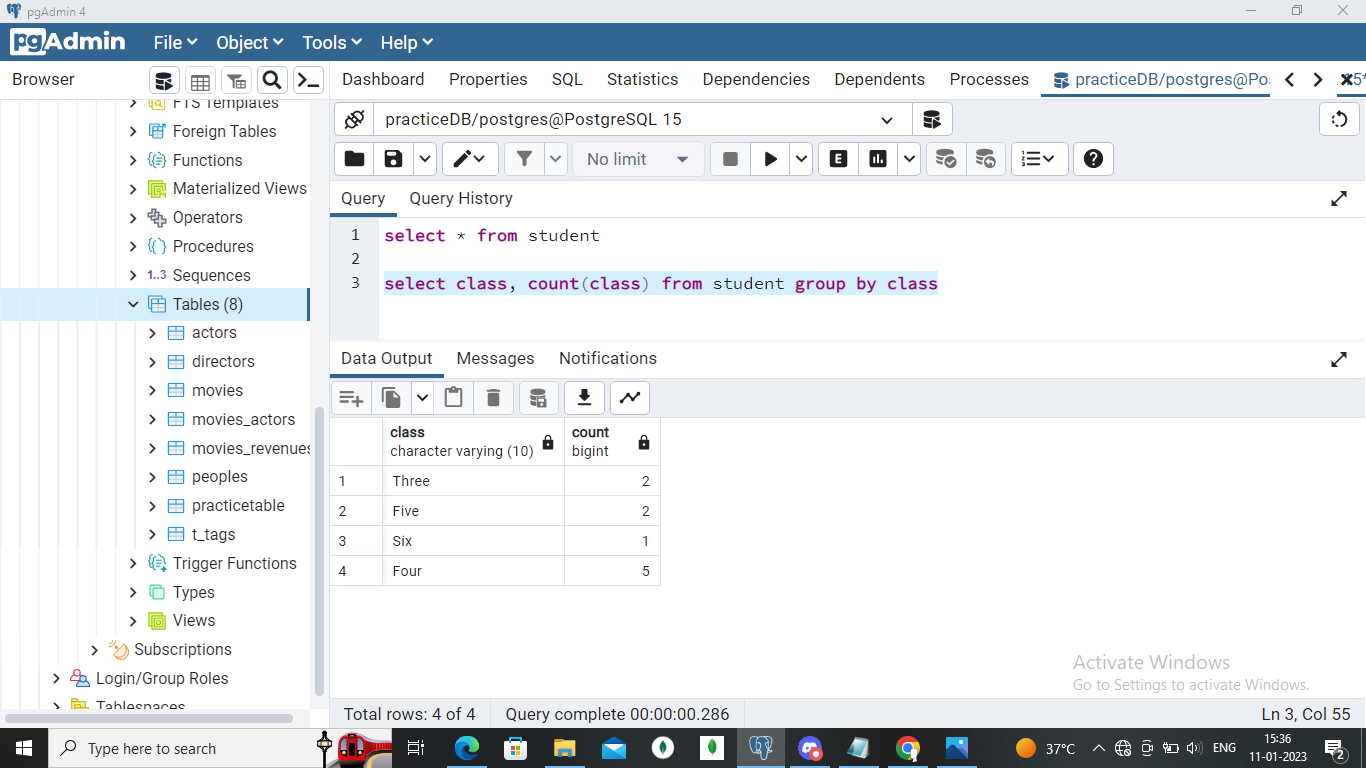 pgAdmin 4
pgAdmin File Object Tools Help
Browser
Dashboard Properties SQL Statistics Dependencies Dependents Processes practiceDB/postgres@Po
FTS Templates
Foreign Tables
Functions
Materialized Views
Operators
Procedures
1..3 Sequences
Tables (8)
actors
directors
movies
movies_actors
movies_revenues
peoples
practicetable
t_tags
Trigger Functions
Types
Views
Subscriptions
Login/Group Roles
Tablespaces
practiceDB/postgres@PostgreSQL 15
No limit
E
Query Query History
1 select * from student
2
3 select class, count(class) from student group by class
Data Output Messages Notifications
class count
character varying (10) bigint
1 Three 2
2 Five 2
3 Six 1
4 Four 5
Activate Windows
Go to Settings to activate Windows.
Total rows: 4 of 4 Query complete 00:00:00.286 Ln 3, Col 55
Type here to search
37°C ENG 15:36
11-01-2023
2